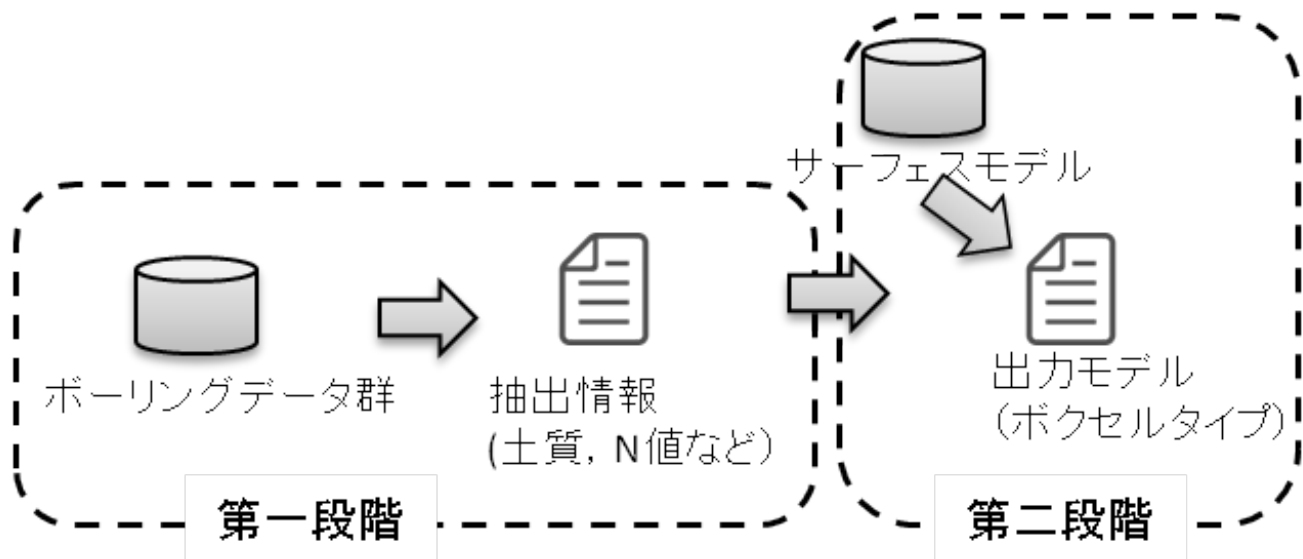 サーフェスモデル
ボーリングデータ群
抽出情報
(土質, N値など)
出力モデル
(ボクセルタイプ)
第一段階
第二段階